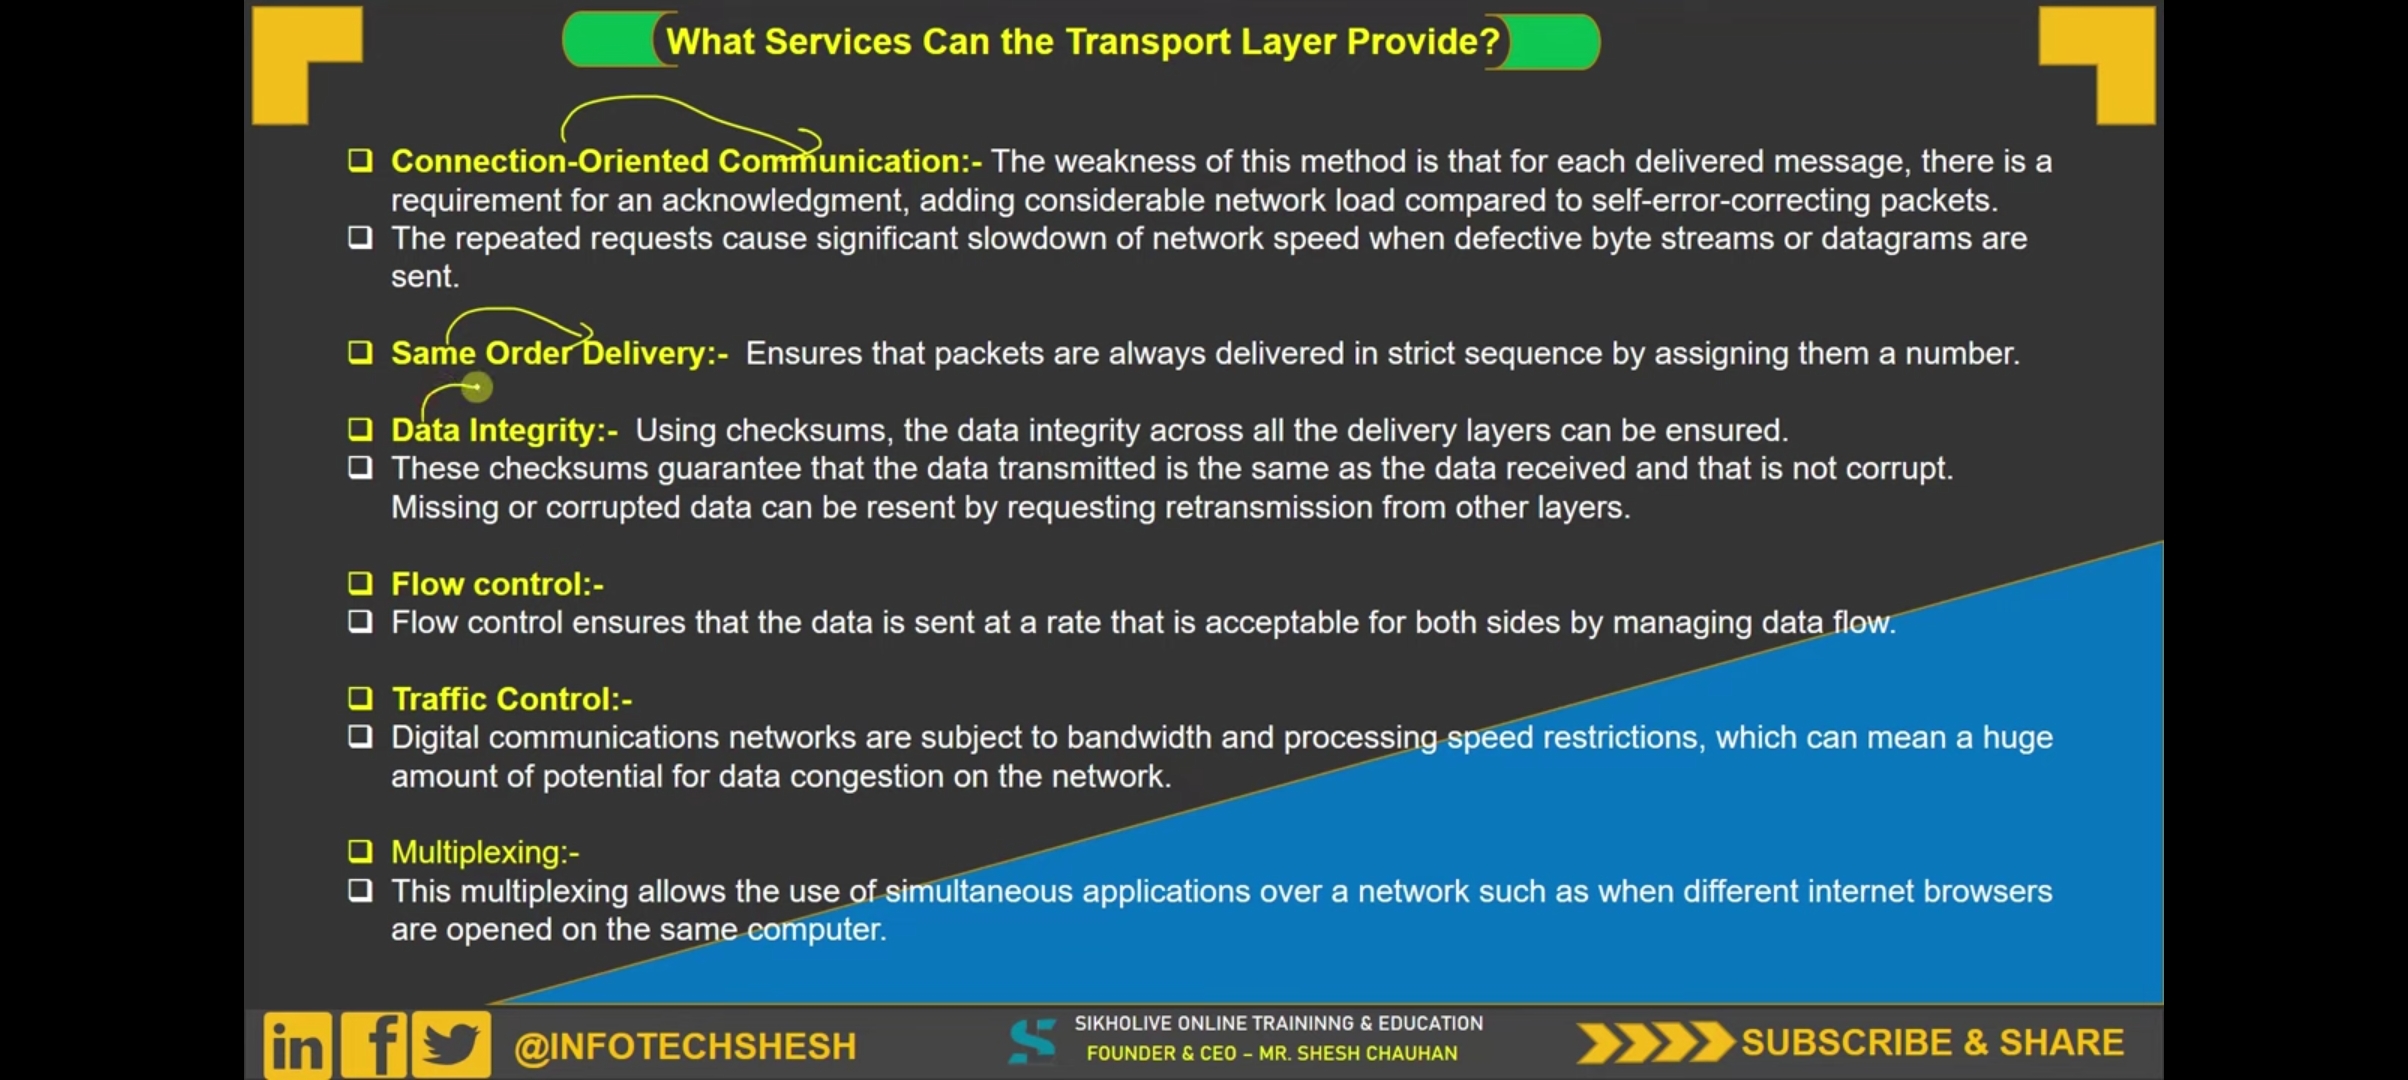 What Services Can the Transport Layer Provide?
❑ Connection-Oriented Communication:- The weakness of this method is that for each delivered message, there is a
requirement for an acknowledgment, adding considerable network load compared to self-error-correcting packets.
❑ The repeated requests cause significant slowdown of network speed when defective byte streams or datagrams are
sent.
❑ Same Order Delivery:- Ensures that packets are always delivered in strict sequence by assigning them a number.
❑ Data Integrity:- Using checksums, the data integrity across all the delivery layers can be ensured.
❑ These checksums guarantee that the data transmitted is the same as the data received and that is not corrupt.
Missing or corrupted data can be resent by requesting retransmission from other layers.
❑ Flow control:-
❑ Flow control ensures that the data is sent at a rate that is acceptable for both sides by managing data flow.
❑ Traffic Control:-
❑ Digital communications networks are subject to bandwidth and processing speed restrictions, which can mean a huge
amount of potential for data congestion on the network.
❑ Multiplexing:-
❑ This multiplexing allows the use of simultaneous applications over a network such as when different internet browsers
are opened on the same computer.
in f @INFOTECHSHESH
S SIKHOLIVE ONLINE TRAININNG & EDUCATION
FOUNDER & CEO – MR. SHESH CHAUHAN
SUBSCRIBE & SHARE